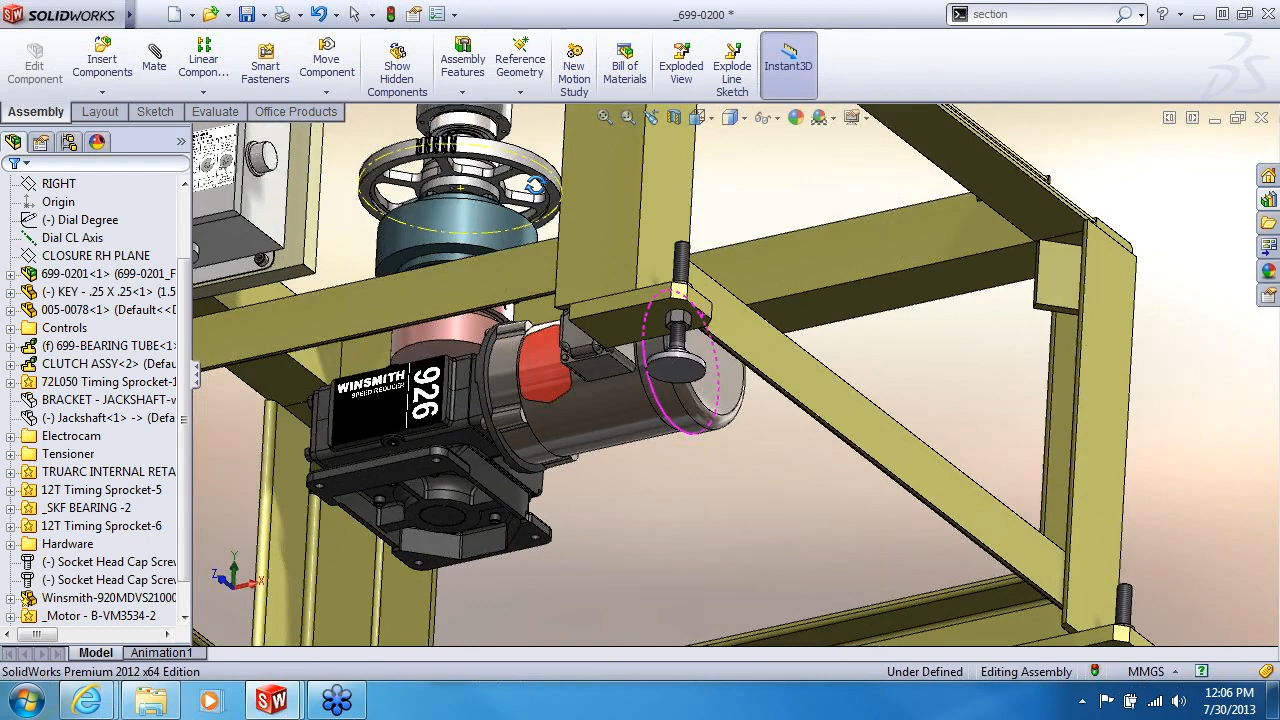 SOLIDWORKS
_699-0200 *
section
Edit Component
Insert Components
Mate
Linear Compon...
Smart Fasteners
Move Component
Show Hidden Components
Assembly Features
Reference Geometry
New Motion Study
Bill of Materials
Exploded View
Explode Line Sketch
Instant3D
Assembly
Layout
Sketch
Evaluate
Office Products
RIGHT
Origin
(-) Dial Degree
Dial CL Axis
CLOSURE RH PLANE
699-0201<1> (699-0201_F
(-) KEY - .25 X .25<1> (1.5
005-0078<1> (Default<<D
Controls
(f) 699-BEARING TUBE<1>
CLUTCH ASSY<2> (Defau
72L050 Timing Sprocket-1
BRACKET - JACKSHAFT-w
(-) Jackshaft<1> -> (Default
Electrocam
Tensioner
TRUARC INTERNAL RETA
12T Timing Sprocket-5
_SKF BEARING -2
12T Timing Sprocket-6
Hardware
(-) Socket Head Cap Screw
(-) Socket Head Cap Screw
Winsmith-920MDVS21000
_Motor - B-VM3534-2
WINSMITH
SPEED REDUCER
926
Y
Z
X
Model
Animation1
SolidWorks Premium 2012 x64 Edition
Under Defined
Editing Assembly
MMGS
12:06 PM
7/30/2013